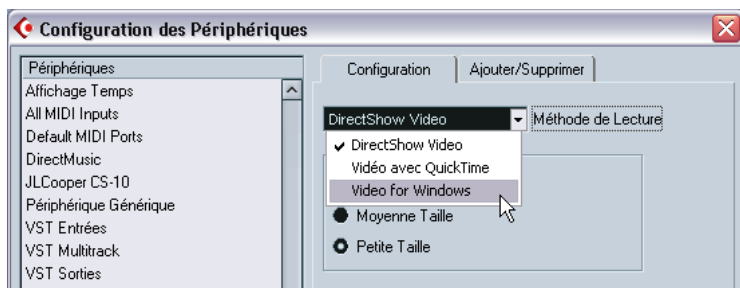 Configuration des Périphériques
Périphériques
Affichage Temps
All MIDI Inputs
Default MIDI Ports
DirectMusic
JLCooper CS-10
Périphérique Générique
VST Entrées
VST Multitrack
VST Sorties
Configuration
Ajouter/Supprimer
DirectShow Video
Méthode de Lecture
DirectShow Video
Vidéo avec QuickTime
Video for Windows
Moyenne Taille
Petite Taille